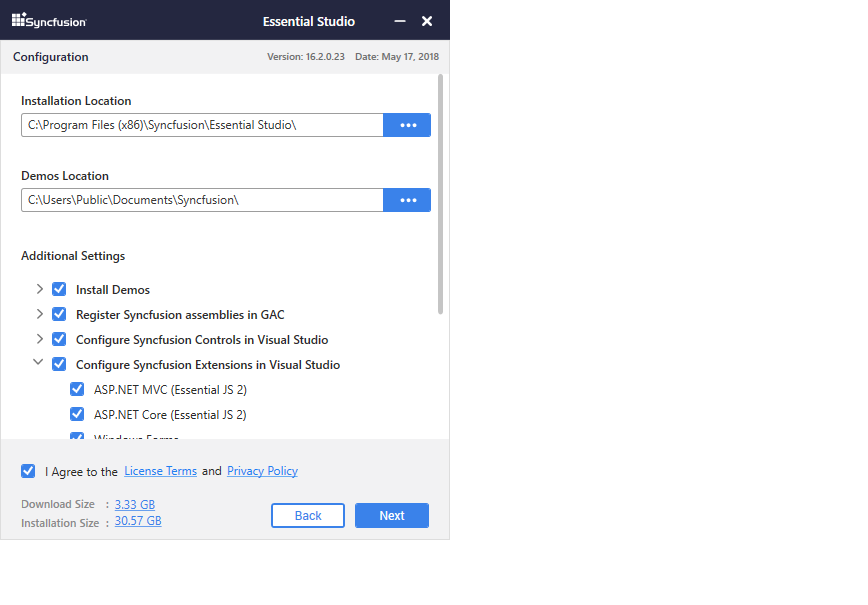 Syncfusion
Essential Studio
Configuration
Version: 16.2.0.23 Date: May 17, 2018
Installation Location
C:\Program Files (x86)\Syncfusion\Essential Studio\
Demos Location
C:\Users\Public\Documents\Syncfusion\
Additional Settings
Install Demos
Register Syncfusion assemblies in GAC
Configure Syncfusion Controls in Visual Studio
Configure Syncfusion Extensions in Visual Studio
ASP.NET MVC (Essential JS 2)
ASP.NET Core (Essential JS 2)
Windows Forms
I Agree to the License Terms and Privacy Policy
Download Size : 3.33 GB
Installation Size : 30.57 GB
Back
Next